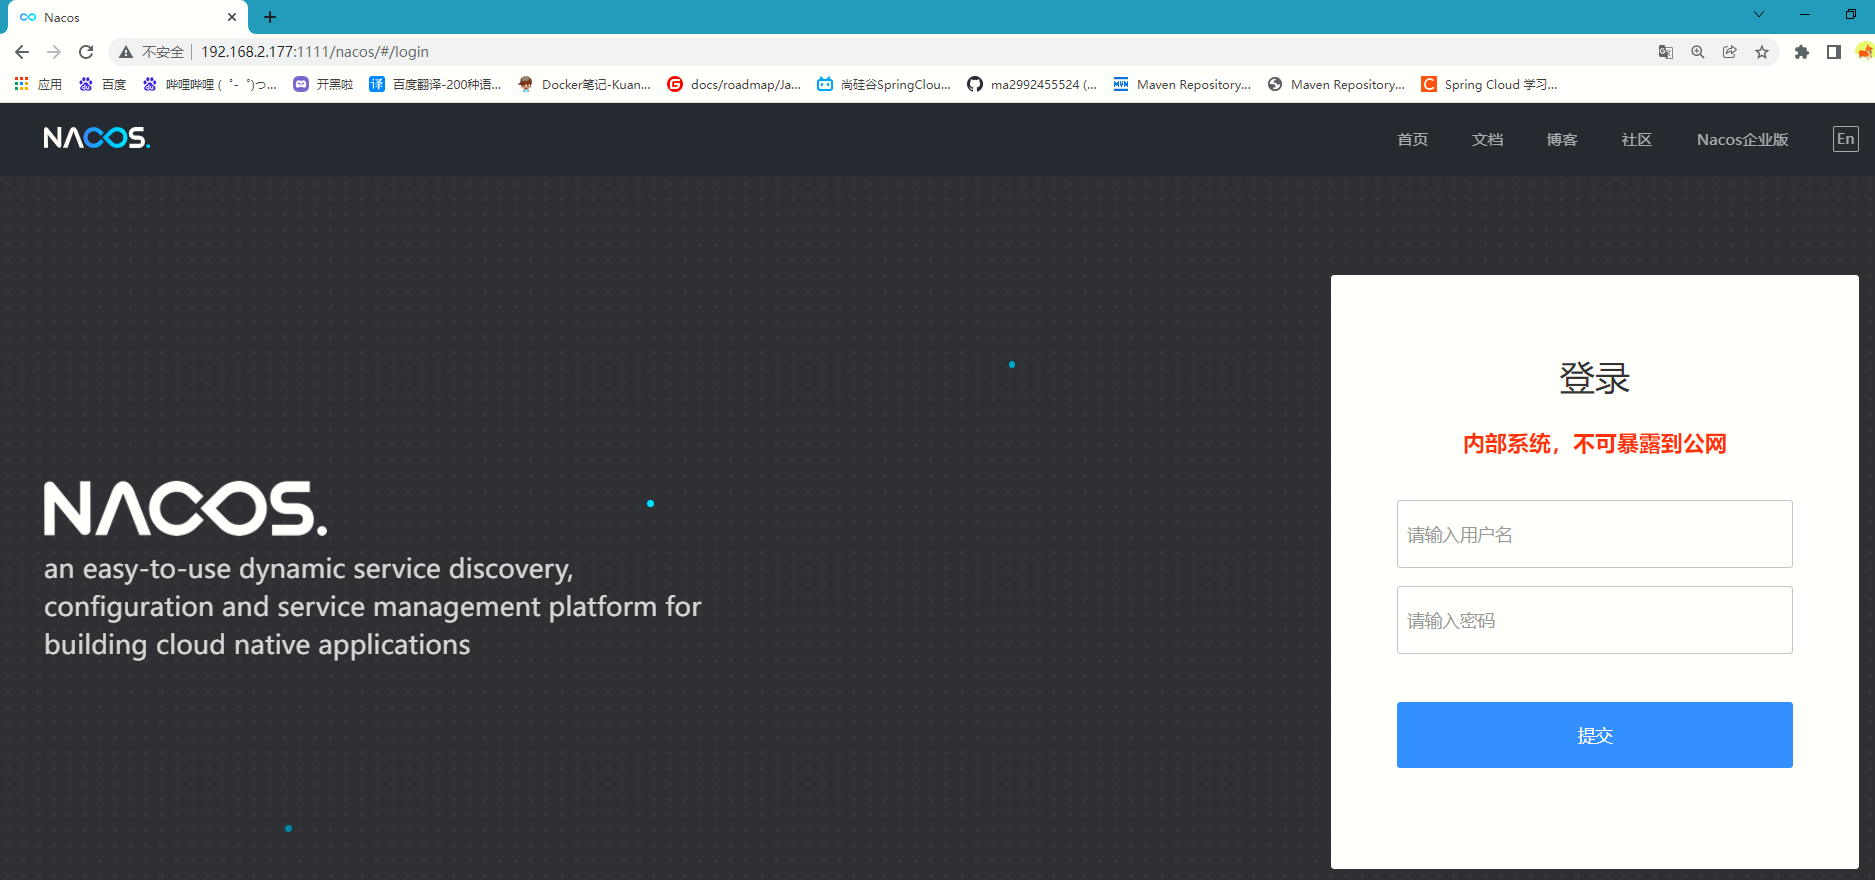 Nacos
不安全 192.168.2.177:1111/nacos/#/login
应用 百度 哔哩哔哩 (゜-゜)つ... 开黑啦 译 百度翻译-200种语... Docker笔记-Kuan... docs/roadmap/Ja... 尚硅谷SpringClou... ma2992455524 (... Maven Repository... Maven Repository... Spring Cloud 学习...
NACOS. 首页 文档 博客 社区 Nacos企业版 En
登录
内部系统，不可暴露到公网
NACOS.
请输入用户名
an easy-to-use dynamic service discovery,
configuration and service management platform for
building cloud native applications
请输入密码
提交